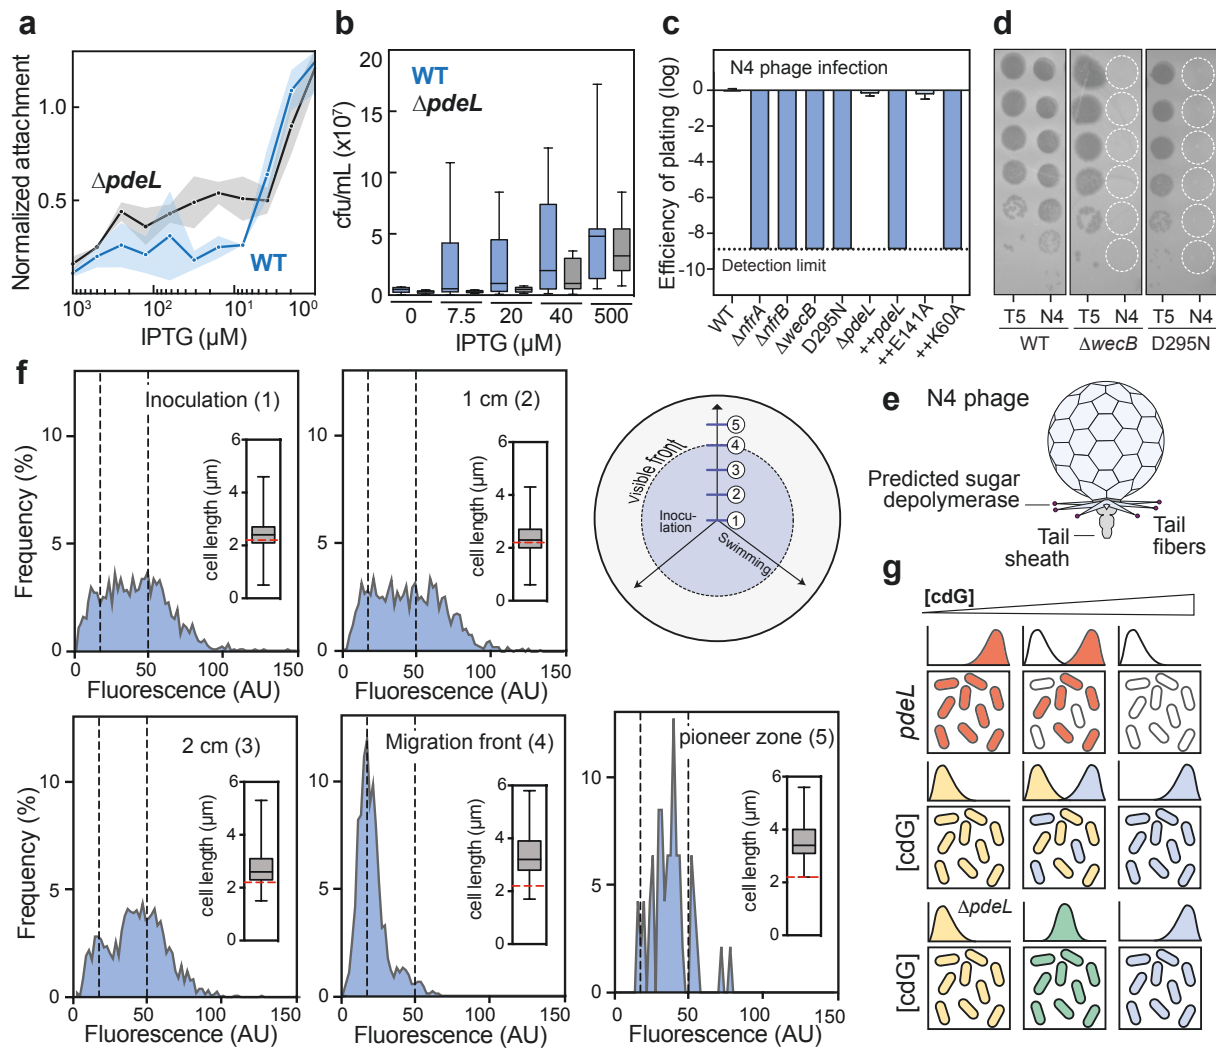 a
Normalized attachment
1.0
0.5
ΔpdeL
WT
10³
10²
10¹
10⁰
IPTG (µM)
b
cfu/mL (x10⁷)
20
15
10
5
0
WT
ΔpdeL
0
7.5
20
40
500
IPTG (µM)
c
Efficiency of plating (log)
N4 phage infection
0
-2
-4
-6
-8
-10
Detection limit
WT
ΔnfrA
ΔnfrB
ΔwecB
D295N
ΔpdeL
++pdeL
++E141A
++K60A
d
T5 N4 T5 N4 T5 N4
WT ΔwecB D295N
e N4 phage
Predicted sugar
depolymerase
Tail
sheath
Tail
fibers
f
Inoculation (1)
Frequency (%)
10
5
0
0 50 100 150
Fluorescence (AU)
cell length (µm)
6
4
2
0
1 cm (2)
10
5
0
0 50 100 150
Fluorescence (AU)
cell length (µm)
6
4
2
0
5
4
3
2
1
visible front
Inocu-
lation
Swimming
2 cm (3)
Frequency (%)
10
5
0
0 50 100 150
Fluorescence (AU)
cell length (µm)
6
4
2
0
Migration front (4)
10
5
0
0 50 100 150
Fluorescence (AU)
cell length (µm)
6
4
2
0
pioneer zone (5)
10
5
0
0 50 100 150
Fluorescence (AU)
cell length (µm)
6
4
2
0
g
[cdG]
pdeL
[cdG]
ΔpdeL
[cdG]